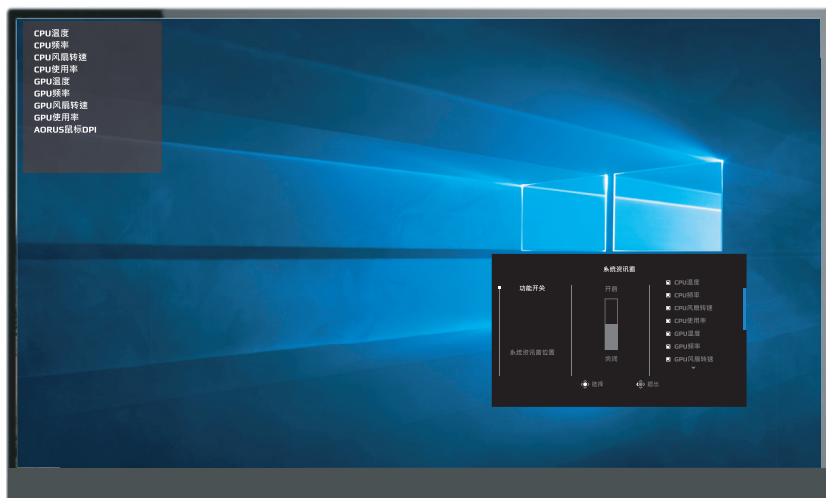 CPU温度
CPU频率
CPU风扇转速
CPU使用率
GPU温度
GPU频率
GPU风扇转速
GPU使用率
AORUS鼠标DPI
系统资讯窗
功能开关
系统资讯窗位置
开启
关闭
CPU温度
CPU频率
CPU风扇转速
CPU使用率
GPU温度
GPU频率
GPU风扇转速
选择
退出